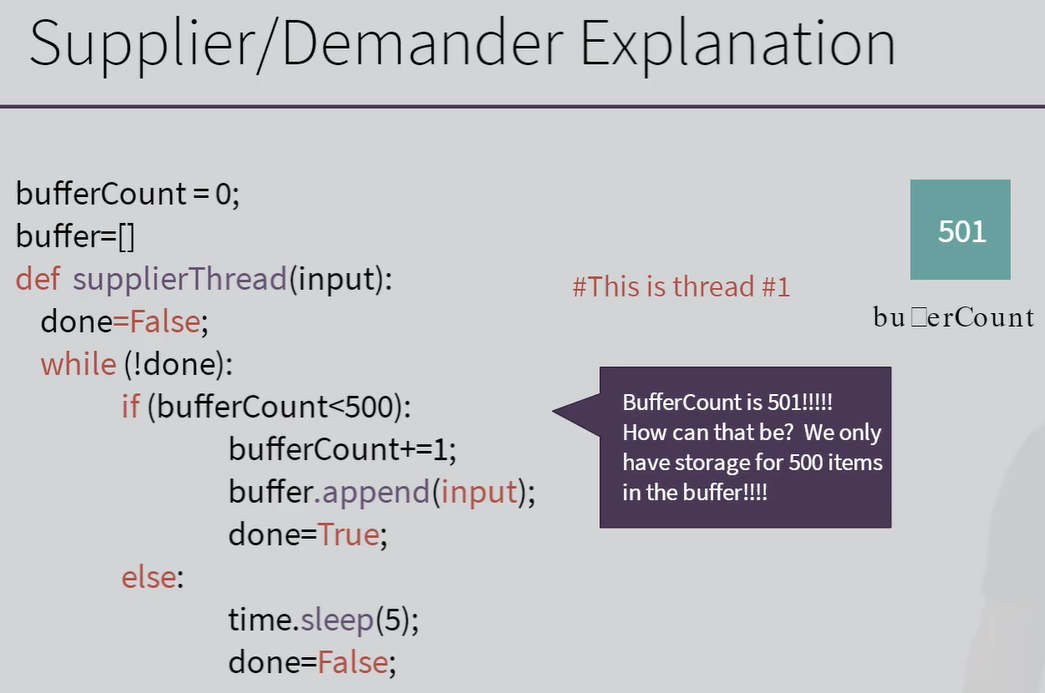 Supplier/Demander Explanation
bufferCount = 0;
buffer=[]
def supplierThread(input):
#This is thread #1
done=False;
while (!done):
if (bufferCount<500):
bufferCount+=1;
buffer.append(input);
done=True;
else:
time.sleep(5);
done=False;
501
bu□erCount
BufferCount is 501!!!!!
How can that be? We only
have storage for 500 items
in the buffer!!!!